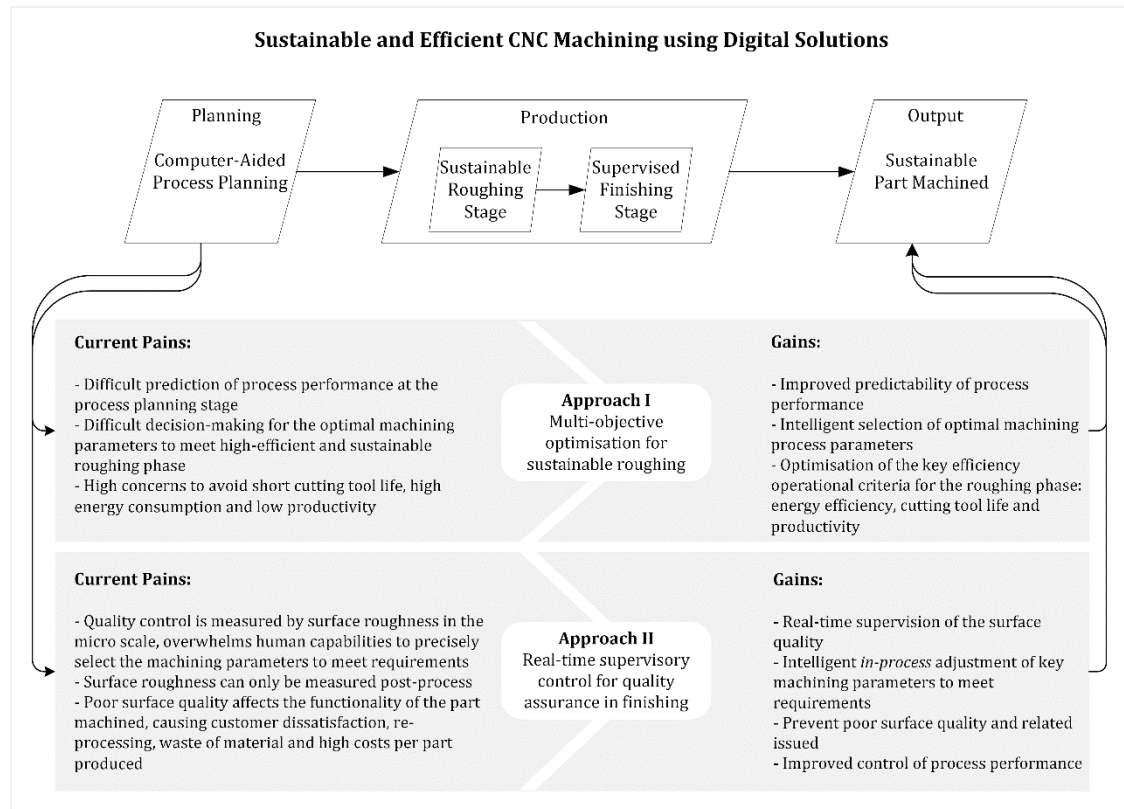 Sustainable and Efficient CNC Machining using Digital Solutions
Planning
Computer-Aided
Process Planning
Production
Sustainable
Roughing
Stage
Supervised
Finishing
Stage
Output
Sustainable
Part Machined
Current Pains:
- Difficult prediction of process performance at the
process planning stage
- Difficult decision-making for the optimal machining
parameters to meet high-efficient and sustainable
roughing phase
- High concerns to avoid short cutting tool life, high
energy consumption and low productivity
Approach I
Multi-objective
optimisation for
sustainable roughing
Gains:
- Improved predictability of process
performance
- Intelligent selection of optimal machining
process parameters
- Optimisation of the key efficiency
operational criteria for the roughing phase:
energy efficiency, cutting tool life and
productivity
Current Pains:
- Quality control is measured by surface roughness in the
micro scale, overwhelms human capabilities to precisely
select the machining parameters to meet requirements
- Surface roughness can only be measured post-process
- Poor surface quality affects the functionality of the part
machined, causing customer dissatisfaction, re-
processing, waste of material and high costs per part
produced
Approach II
Real-time supervisory
control for quality
assurance in finishing
Gains:
- Real-time supervision of the surface
quality
- Intelligent in-process adjustment of key
machining parameters to meet
requirements
- Prevent poor surface quality and related
issued
- Improved control of process performance